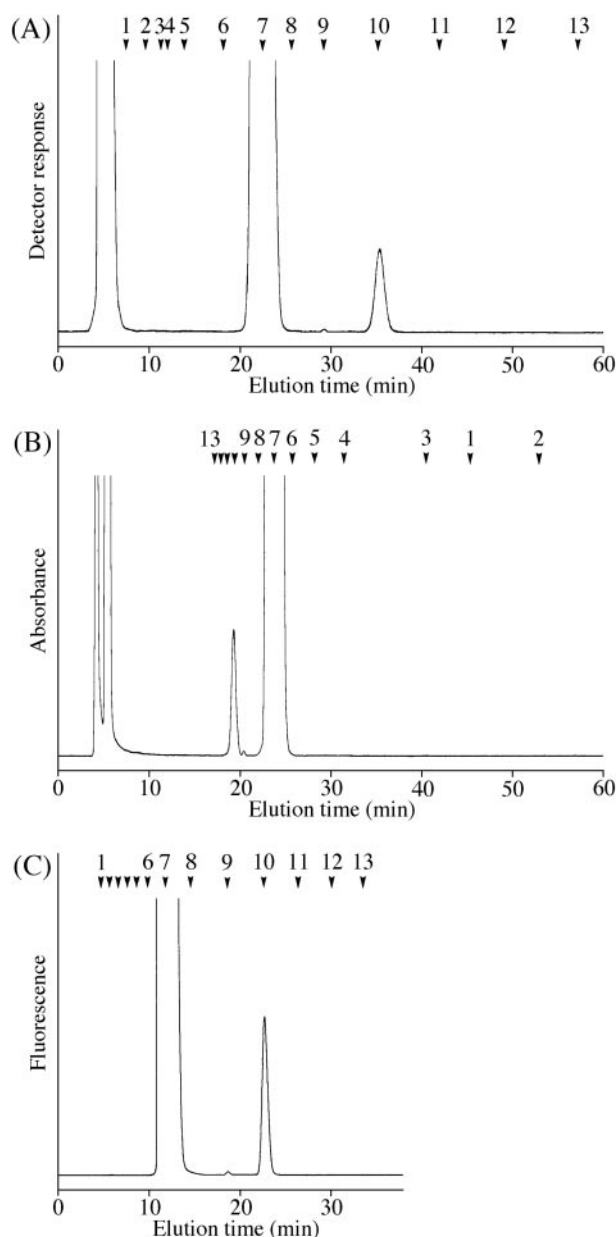 (A)
1 2 3 4 5 6 7 8 9 10 11 12 13
Detector response
0 10 20 30 40 50 60
Elution time (min)
(B)
13 9 8 7 6 5 4 3 1 2
Absorbance
0 10 20 30 40 50 60
Elution time (min)
(C)
1 6 7 8 9 10 11 12 13
Fluorescence
0 10 20 30
Elution time (min)